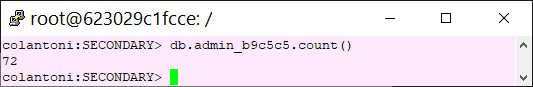 root@623029c1fcce: /
colantoni:SECONDARY> db.admin_b9c5c5.count()
72
colantoni:SECONDARY>